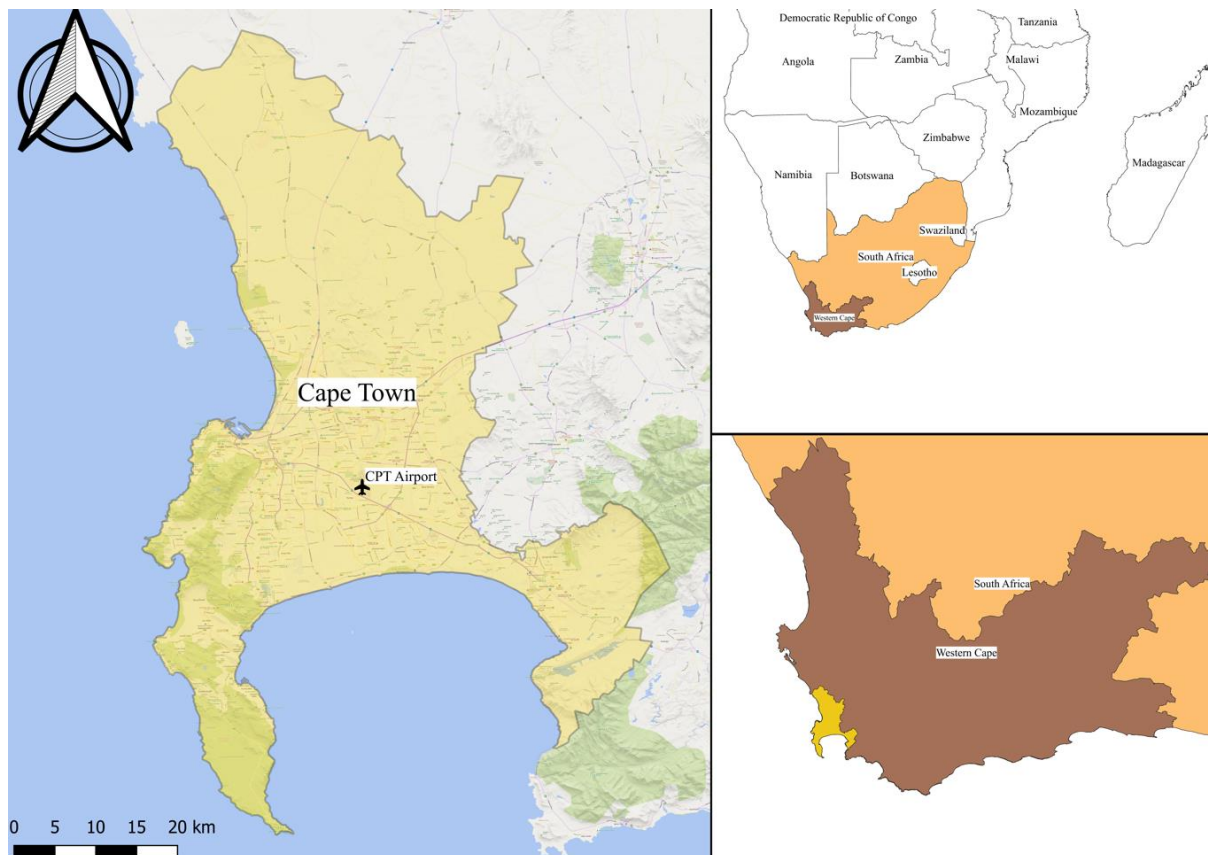 Cape Town
CPT Airport
0 5 10 15 20 km
Democratic Republic of Congo
Tanzania
Angola
Zambia
Malawi
Mozambique
Zimbabwe
Madagascar
Namibia
Botswana
Swaziland
South Africa
Lesotho
Western Cape
South Africa
Western Cape